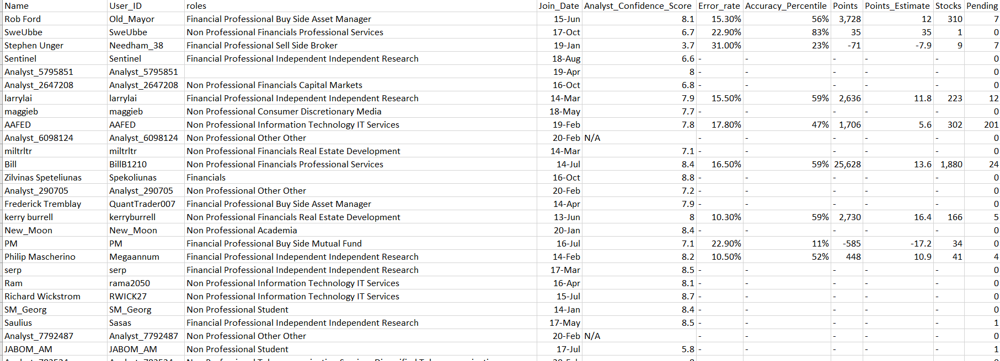 Name User_ID roles Join_Date Analyst_Confidence_Score Error_rate Accuracy_Percentile Points Points_Estimate Stocks Pending
Rob Ford Old_Mayor Financial Professional Buy Side Asset Manager 15-Jun 8.1 15.30% 56% 3,728 12 310 7
SweUbbe SweUbbe Non Professional Financials Professional Services 17-Oct 6.7 22.90% 83% 35 35 1 0
Stephen Unger Needham_38 Financial Professional Sell Side Broker 19-Jan 3.7 31.00% 23% -71 -7.9 9 7
Sentinel Sentinel Financial Professional Independent Independent Research 18-Aug 6.6 - - - - - 0
Analyst_5795851 Analyst_5795851 19-Apr 8 - - - - - 0
Analyst_2647208 Analyst_2647208 Non Professional Financials Capital Markets 16-Oct 6.8 - - - - - 0
larrylai larrylai Financial Professional Independent Independent Research 14-Mar 7.9 15.50% 59% 2,636 11.8 223 12
maggieb maggieb Non Professional Consumer Discretionary Media 18-May 7.7 - - - - - 0
AAFED AAFED Non Professional Information Technology IT Services 19-Feb 7.8 17.80% 47% 1,706 5.6 302 201
Analyst_6098124 Analyst_6098124 Non Professional Other Other 20-Feb N/A - - - - - 0
miltrltr miltrltr Non Professional Financials Real Estate Development 14-Mar 7.1 - - - - - 0
Bill BillB1210 Non Professional Financials Professional Services 14-Jul 8.4 16.50% 59% 25,628 13.6 1,880 24
Zilvinas Speteliunas Spekoliunas Financials 16-Oct 8.8 - - - - - 0
Analyst_290705 Analyst_290705 Non Professional Other Other 20-Feb 7.2 - - - - - 0
Frederick Tremblay QuantTrader007 Financial Professional Buy Side Asset Manager 14-Apr 7.9 - - - - - 0
kerry burrell kerryburrell Non Professional Financials Real Estate Development 13-Jun 8 10.30% 59% 2,730 16.4 166 5
New_Moon New_Moon Non Professional Academia 20-Jan 8.4 - - - - - 0
PM PM Financial Professional Buy Side Mutual Fund 16-Jul 7.1 22.90% 11% -585 -17.2 34 0
Philip Mascherino Megaannum Financial Professional Independent Independent Research 14-Feb 8.2 10.50% 52% 448 10.9 41 4
serp serp Financial Professional Independent Independent Research 17-Mar 8.5 - - - - - 0
Ram rama2050 Non Professional Information Technology IT Services 16-Apr 8.1 - - - - - 0
Richard Wickstrom RWICK27 Non Professional Information Technology IT Services 15-Jul 8.7 - - - - - 0
SM_Georg SM_Georg Non Professional Student 14-Jan 8.4 - - - - - 0
Saulius Sasas Financial Professional Independent Independent Research 17-May 8.5 - - - - - 1
Analyst_7792487 Analyst_7792487 Non Professional Other Other 20-Feb N/A - - - - - 0
JABOM_AM JABOM_AM Non Professional Student 17-Jul 5.8 - - - - - 1